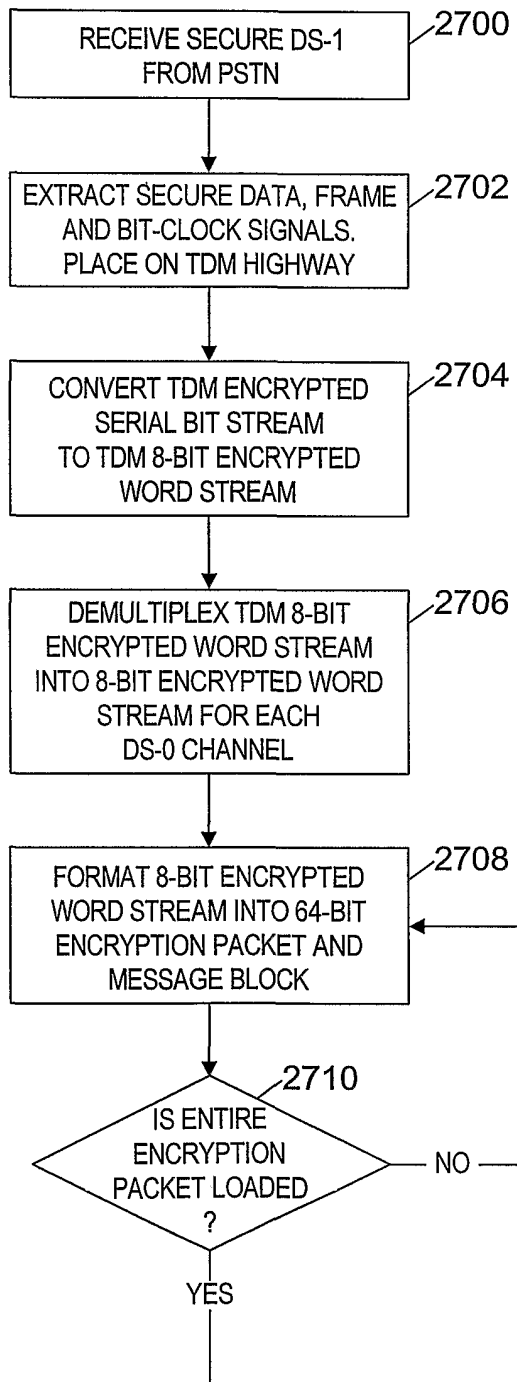 RECEIVE SECURE DS-1
FROM PSTN
2700
EXTRACT SECURE DATA, FRAME
AND BIT-CLOCK SIGNALS.
PLACE ON TDM HIGHWAY
2702
CONVERT TDM ENCRYPTED
SERIAL BIT STREAM
TO TDM 8-BIT ENCRYPTED
WORD STREAM
2704
DEMULTIPLEX TDM 8-BIT
ENCRYPTED WORD STREAM
INTO 8-BIT ENCRYPTED WORD
STREAM FOR EACH
DS-0 CHANNEL
2706
FORMAT 8-BIT ENCRYPTED
WORD STREAM INTO 64-BIT
ENCRYPTION PACKET AND
MESSAGE BLOCK
2708
2710
IS ENTIRE
ENCRYPTION
PACKET LOADED
?
NO
YES